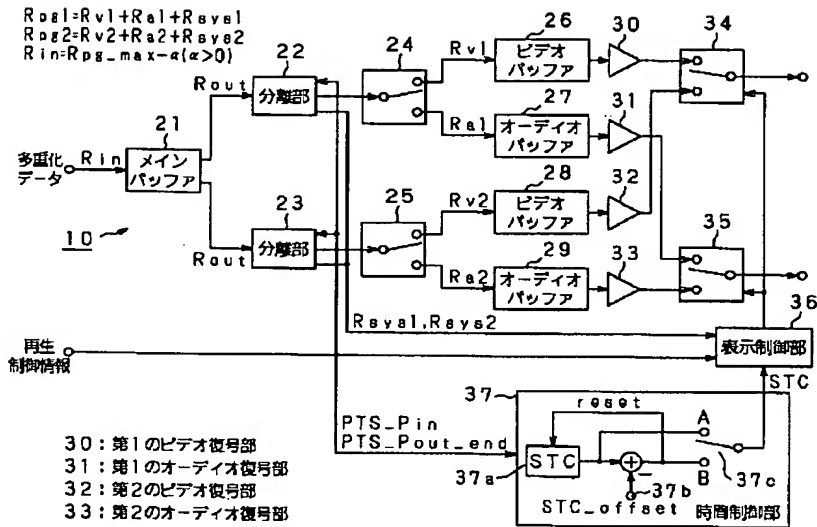 Rpg1=Rv1+Ra1+Rsys1
Rpg2=Rv2+Ra2+Rsys2
Rin=Rpg_max-α(α>0)
22
24
26
30
34
Rout
分離部
Rv1
ビデオ
バッファ
21
27
31
Rin
メイン
バッファ
Ra1
オーディオ
バッファ
多重化
データ
28
32
23
25
Rv2
ビデオ
バッファ
10
分離部
29
33
35
Rout
Ra2
オーディオ
バッファ
36
Rsys1,Rsys2
再生
制御情報
表示制御部
37
STC
reset
PTS_Pin
PTS_Pout_end
A
STC
37a
37c
B
37b
STC_offset
時間制御部
30:第1のビデオ復号部
31:第1のオーディオ復号部
32:第2のビデオ復号部
33:第2のオーディオ復号部